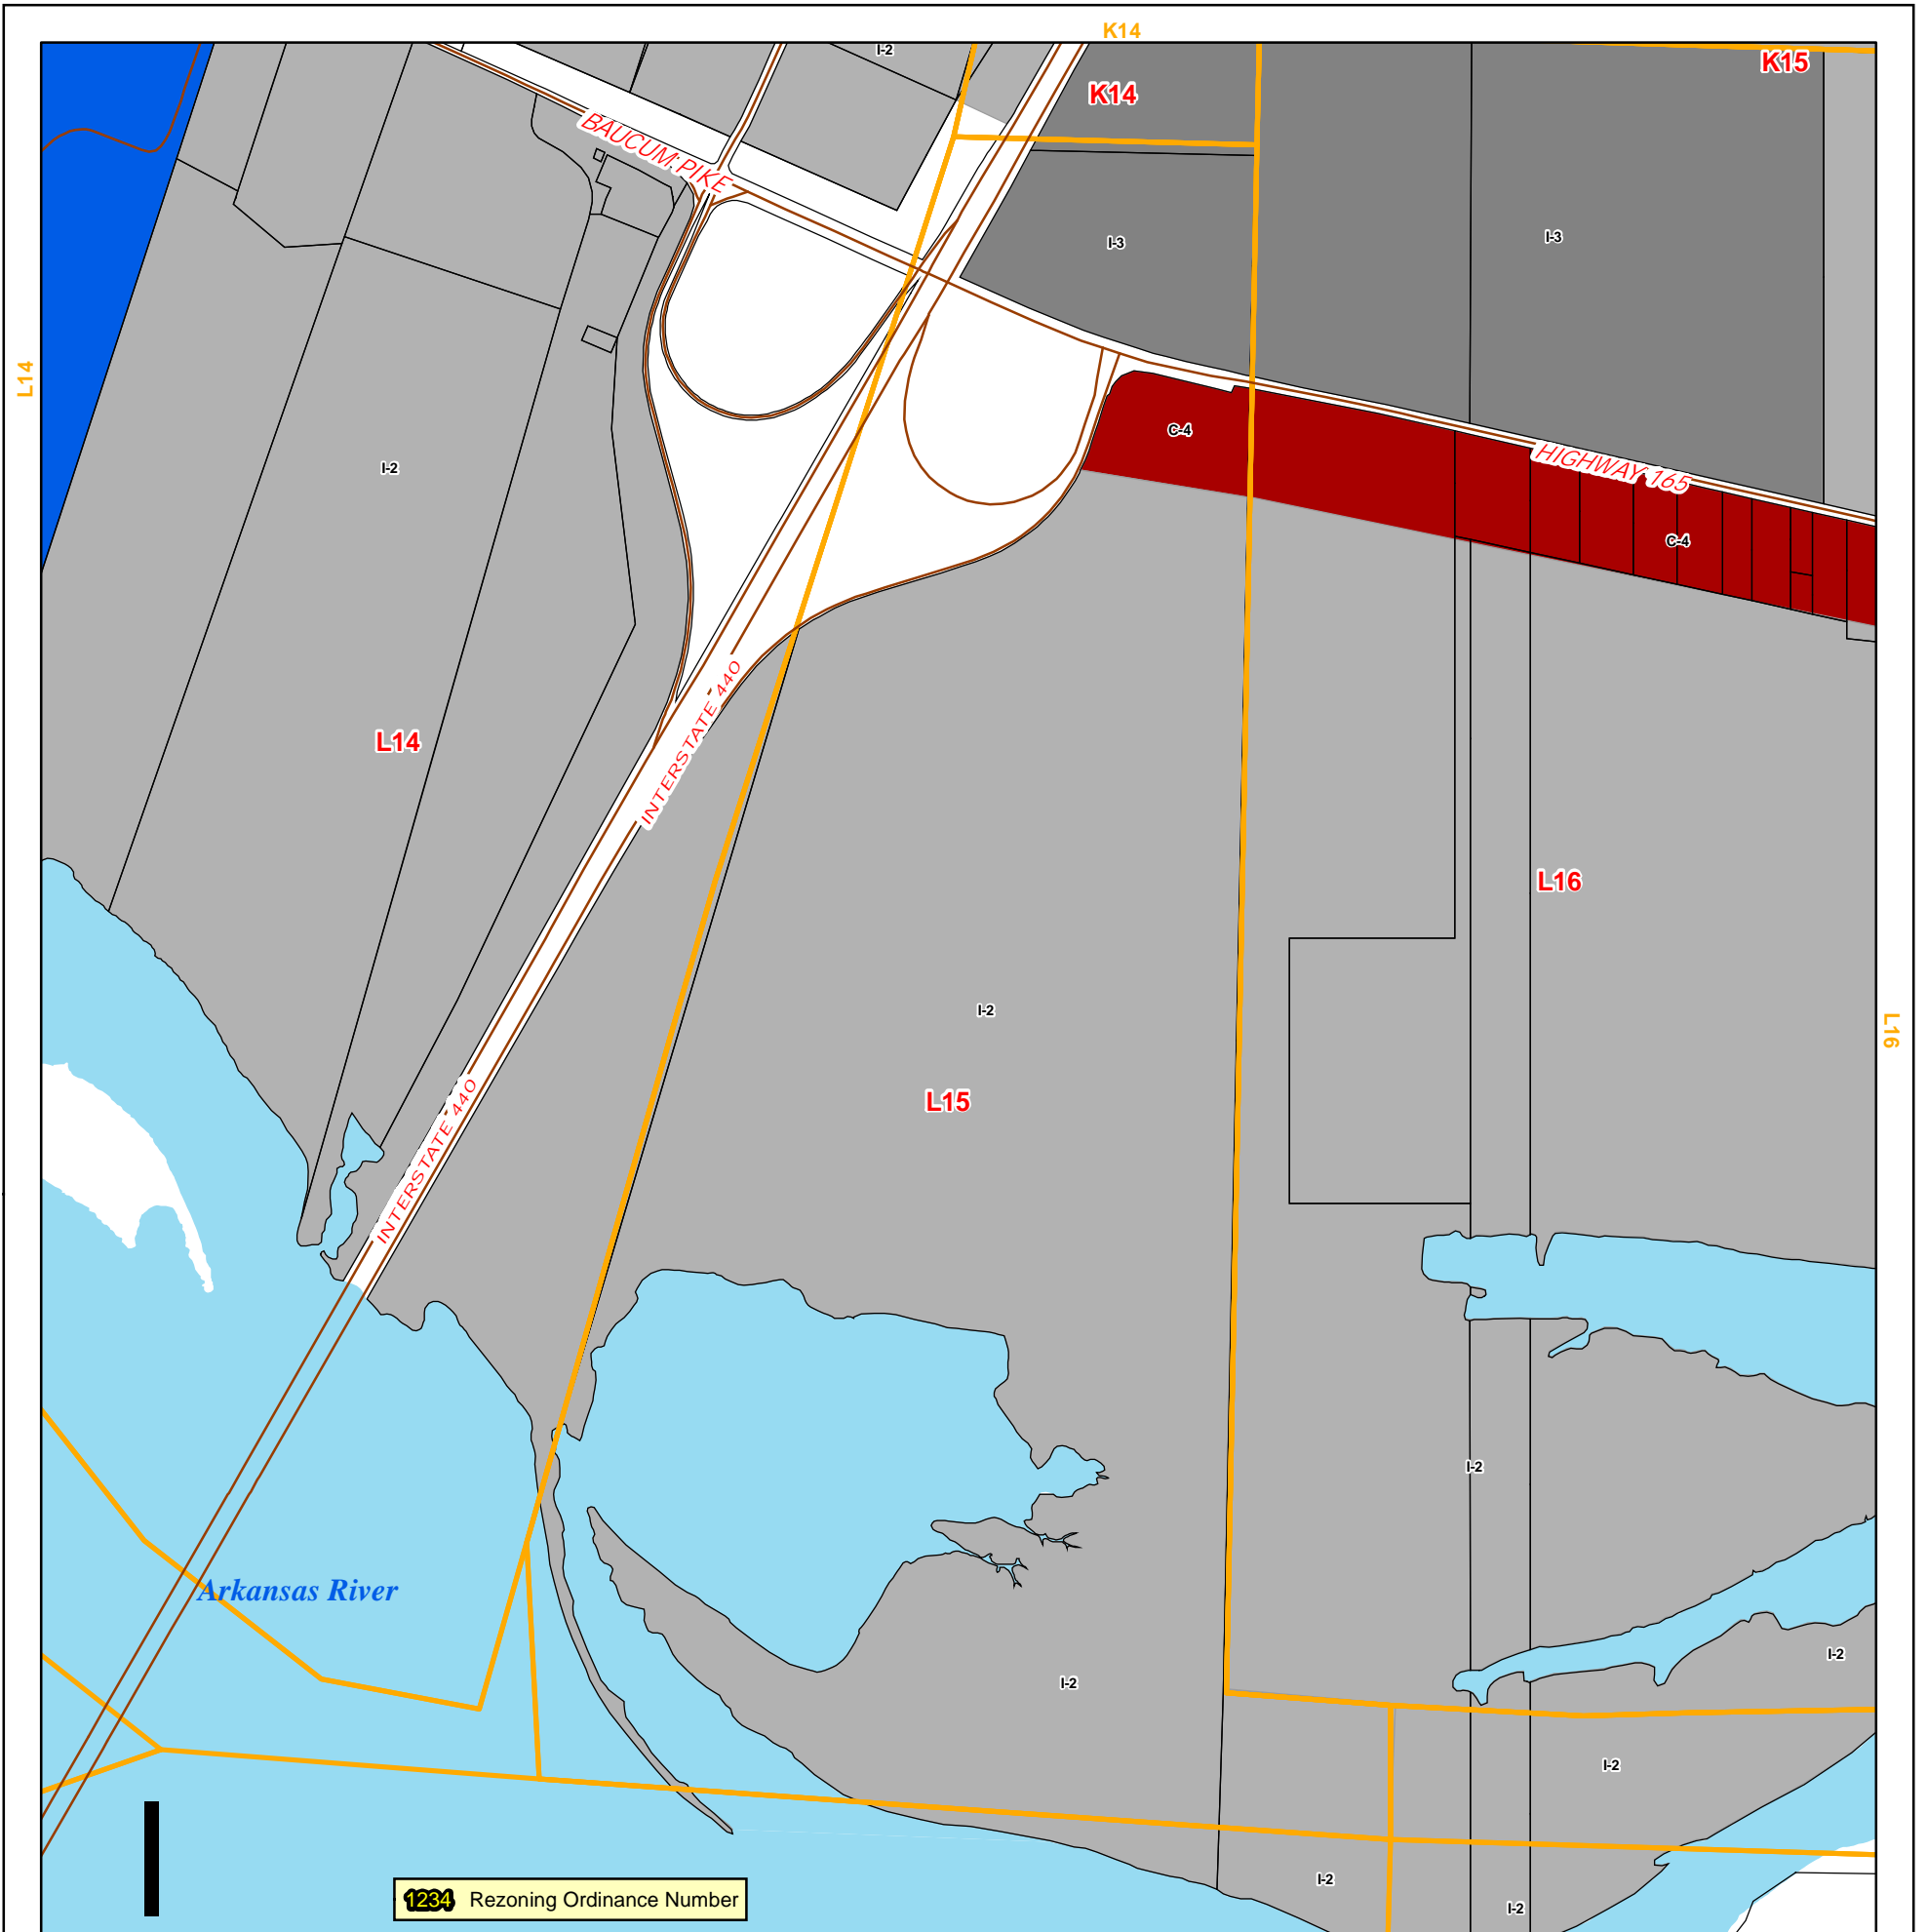 K14
I-2
K15
K14
BAUCUM PIKE
I-3
I-3
L14
C-4
HIGHWAY 165
I-2
C-4
INTERSTATE 440
L14
L16
I-2
L16
L15
INTERSTATE 440
I-2
Arkansas River
I-2
I-2
I-2
I-2
1234 Rezoning Ordinance Number
I-2